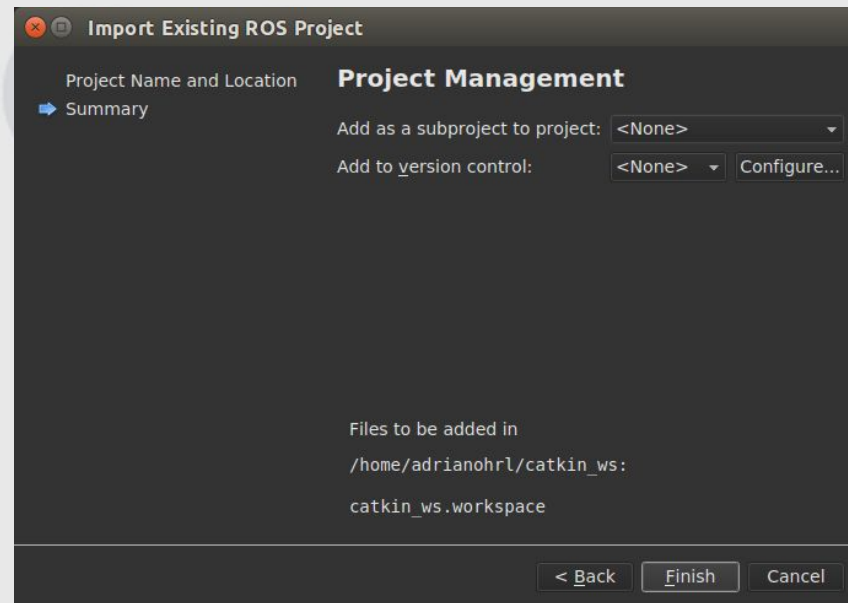 Import Existing ROS Project
Project Name and Location
Summary
Project Management
Add as a subproject to project: <None>
Add to version control: <None> Configure...
Files to be added in
/home/adrianohrl/catkin_ws:
catkin_ws.workspace
< Back Finish Cancel